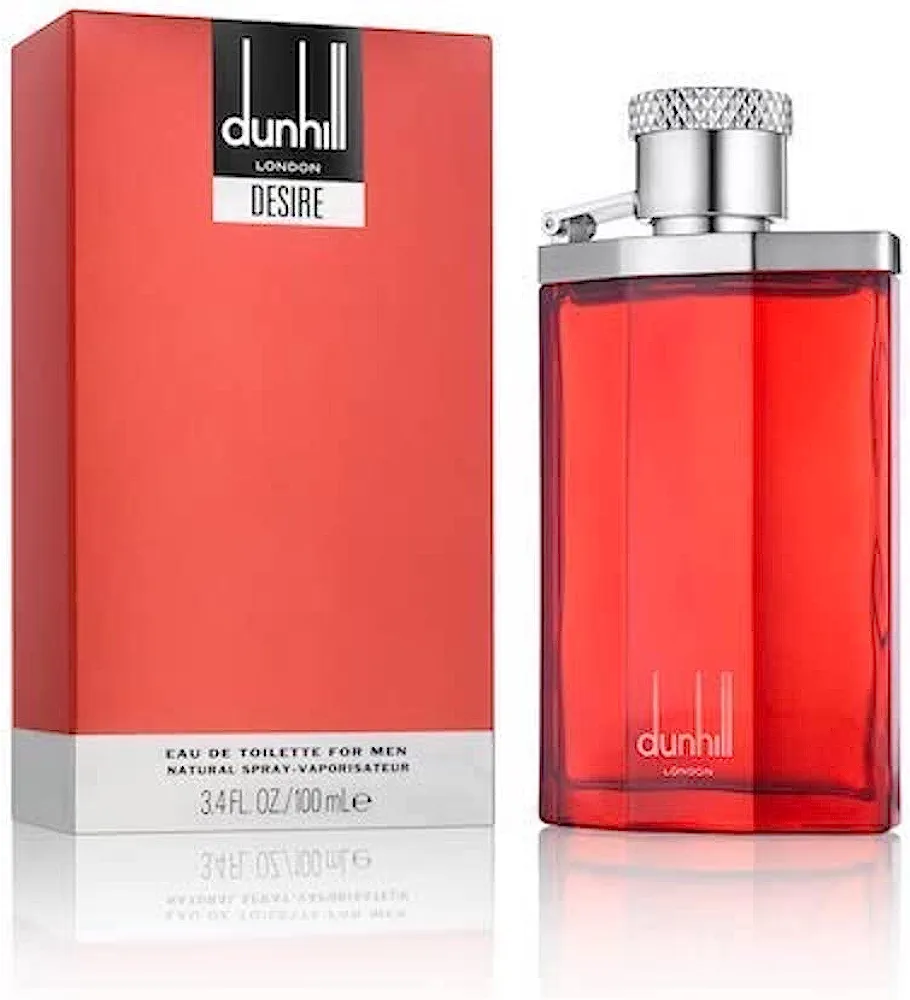 dunhill
LONDON
DESIRE
EAU DE TOILETTE FOR MEN
NATURAL SPRAY-VAPORISATEUR
3.4 FL. OZ./100 mL℮
dunhill
LONDON